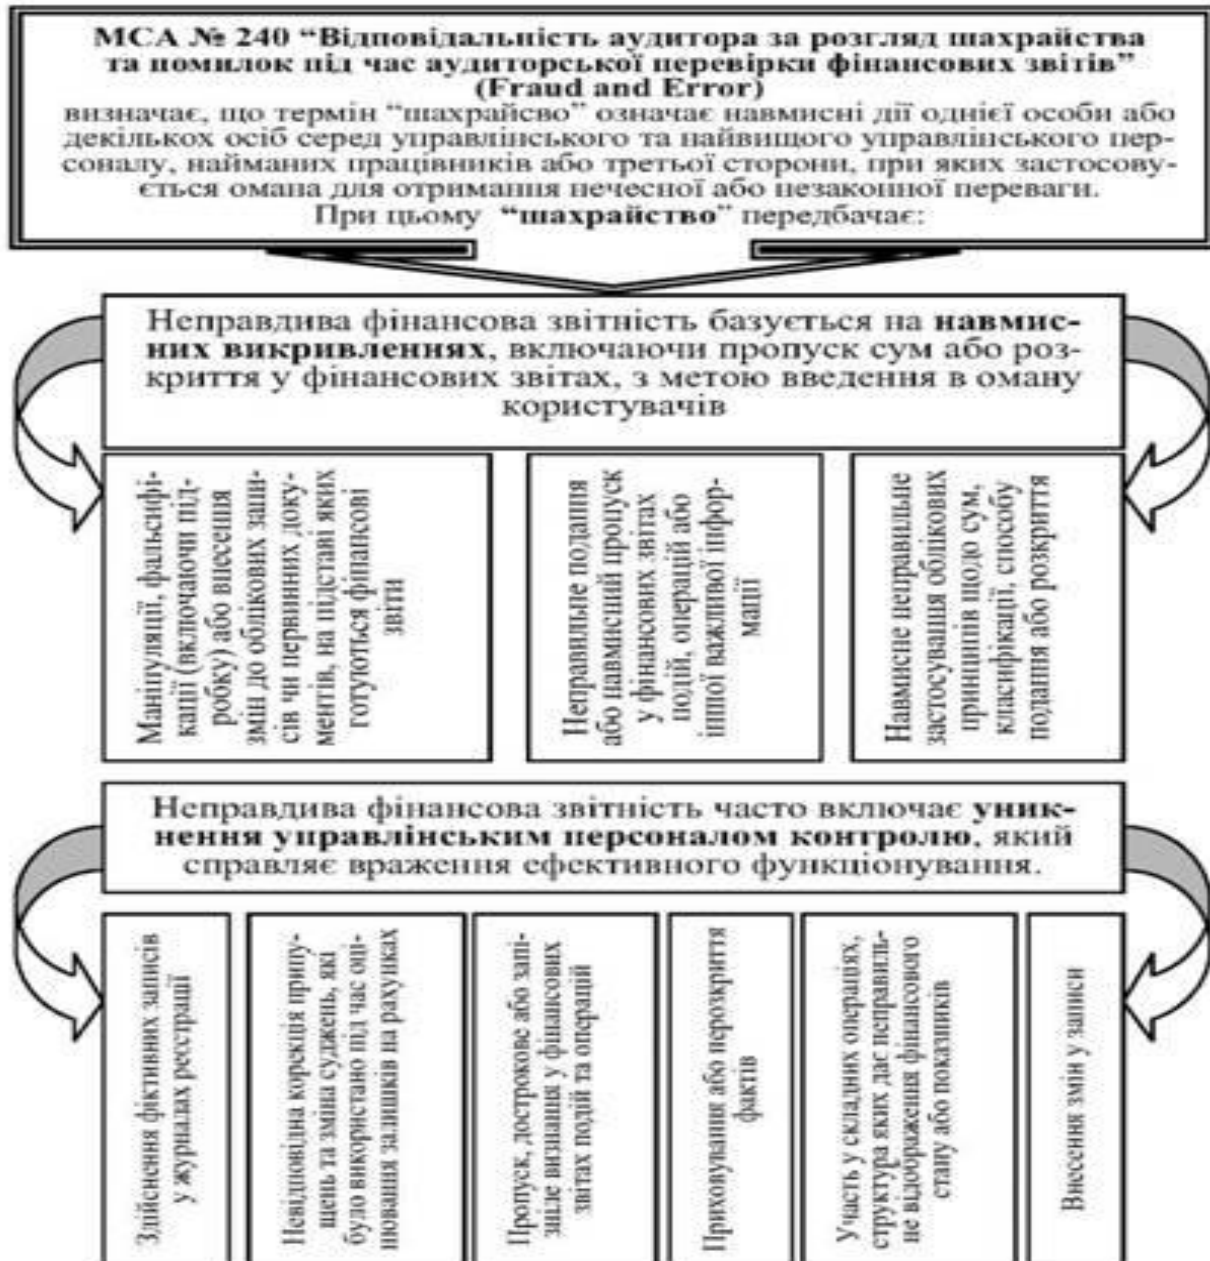 МСА № 240 “Відповідальність аудитора за розгляд шахрайства
та помилок під час аудиторської перевірки фінансових звітів”
(Fraud and Error)
визначає, що термін “шахрайсво” означає навмисні дії однієї особи або
декількох осіб серед управлінського та найвищого управлінського пер-
соналу, найманих працівників або третьої сторони, при яких застосову-
ється омана для отримання нечесної або незаконної переваги.
При цьому “шахрайство” передбачає:
Неправдива фінансова звітність базується на навмис-
них викривленнях, включаючи пропуск сум або роз-
криття у фінансових звітах, з метою введення в оману
користувачів
Маніпуляції, фальсифі-
кації (включаючи під-
робку) або внесення
змін до облікових запи-
сів чи первинних доку-
ментів, на підставі яких
готуються фінансові
звіти
Неправильне подання
або навмисний пропуск
у фінансових звітах
подій, операцій або
іншої важливої інфор-
мації
Навмисне неправильне
застосування облікових
принципів щодо сум,
класифікації, способу
подання або розкриття
Неправдива фінансова звітність часто включає уник-
нення управлінським персоналом контролю, який
справляє враження ефективного функціонування.
Здійснення фіктивних записів
у журналах реєстрації
Невідповідна корекція припу-
щень та зміна суджень, які
було використано під час оці-
нювання залишків на рахунках
Пропуск, дострокове або запі-
зніле визнання у фінансових
звітах подій та операцій
Приховування або нерозкриття
фактів
Участь у складних операціях,
структура яких дає неправиль-
не відображення фінансового
стану або показників
Внесення змін у записи